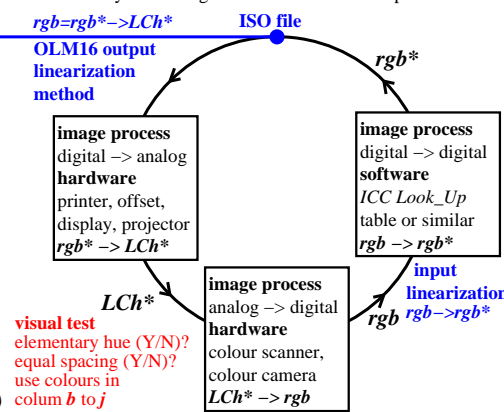 rgb=rgb*−>LCh*
ISO file
OLM16 output
linearization
method
rgb*
image process
digital −> analog
hardware
printer, offset,
display, projector
rgb* −> LCh*
image process
digital −> digital
software
ICC Look_Up
table or similar
rgb −> rgb*
image process
analog −> digital
hardware
colour scanner,
colour camera
LCh* −> rgb
LCh*
rgb
input
linearization
rgb−>rgb*
visual test
elementary hue (Y/N)?
equal spacing (Y/N)?
use colours in
) colum b to j